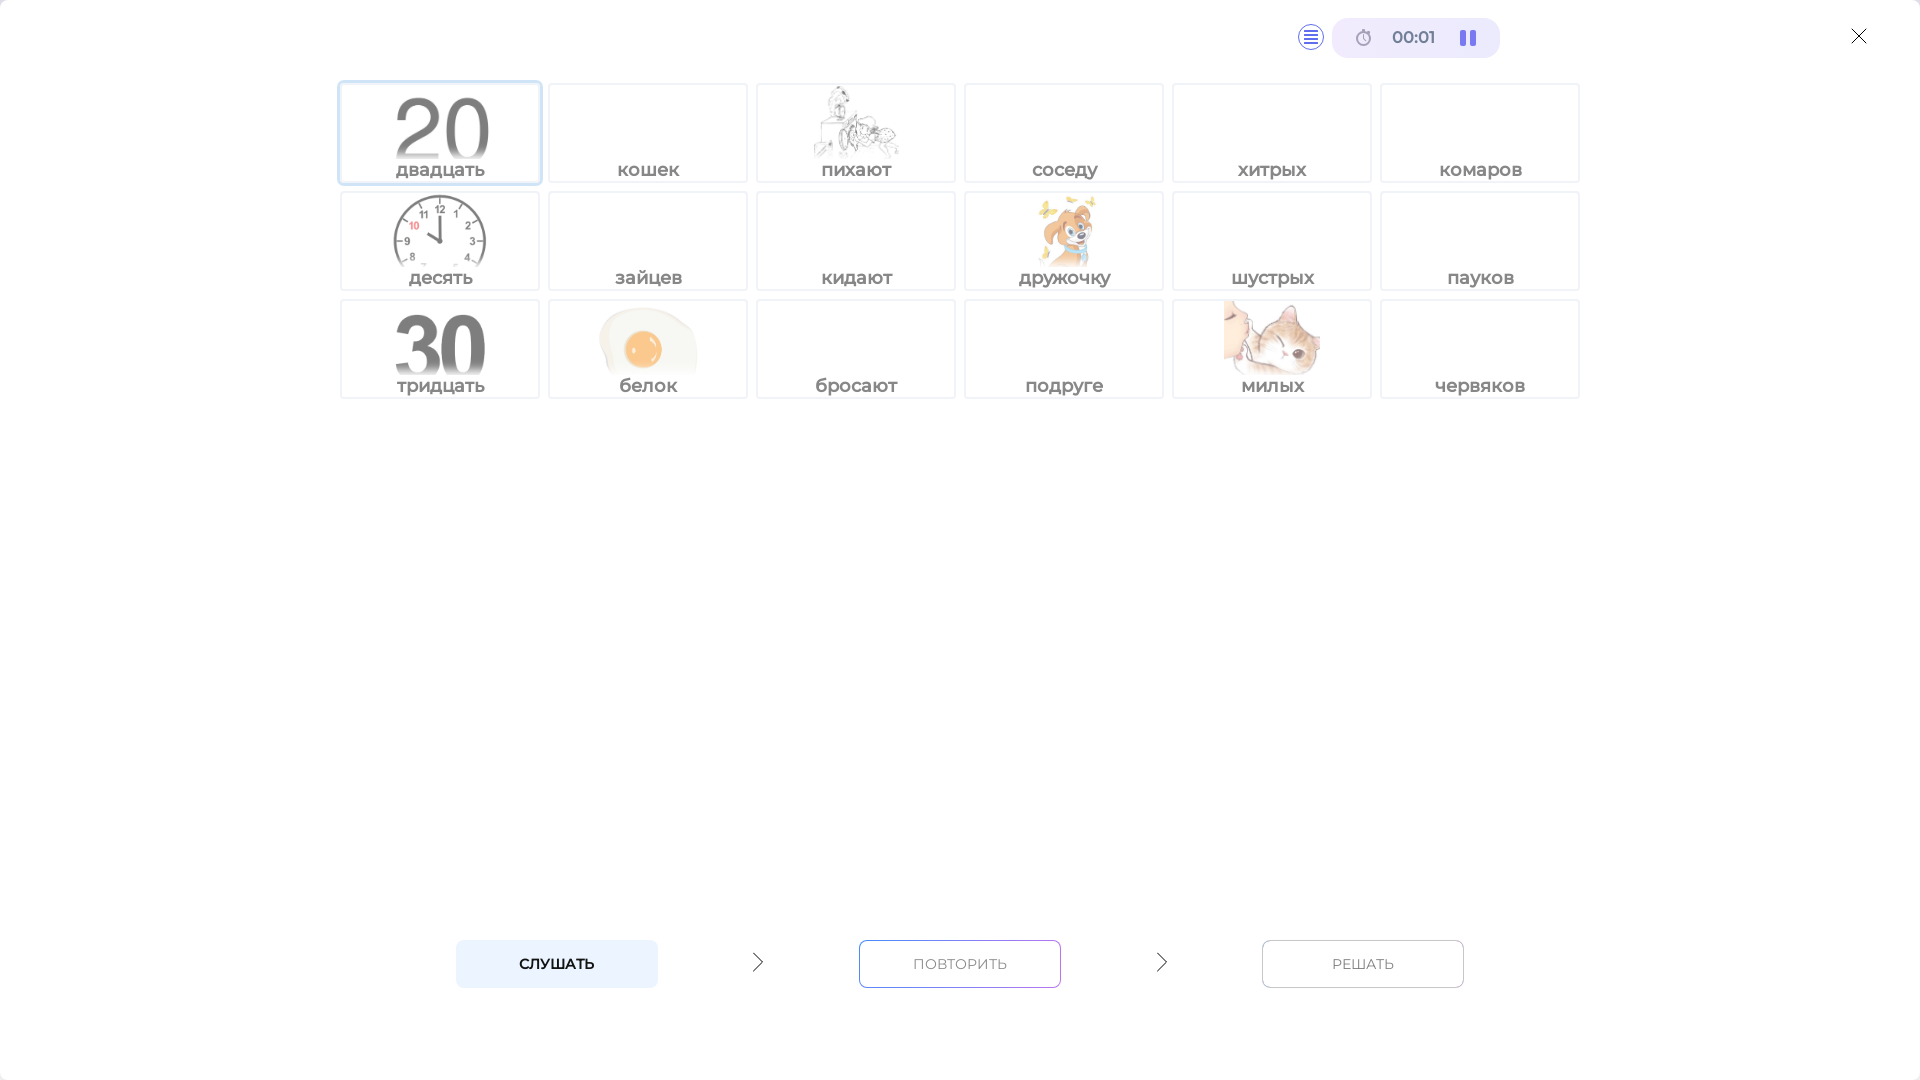 00:01
20
двадцать
кошек
пихают
соседу
хитрых
комаров
12
11
1
10
2
9
3
8
4
десять
зайцев
кидают
дружочку
шустрых
пауков
30
тридцать
белок
бросают
подруге
милых
червяков
СЛУШАТЬ
ПОВТОРИТЬ
РЕШАТЬ